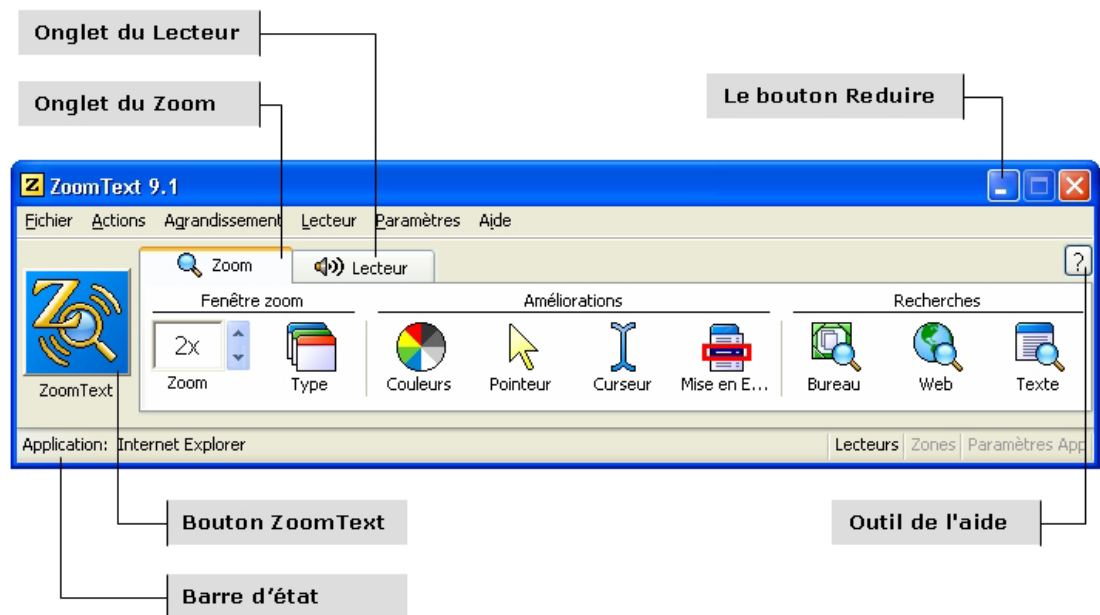 Onglet du Lecteur
Onglet du Zoom
Le bouton Reduire
ZoomText 9.1
Fichier Actions Agrandissement Lecteur Paramètres Aide
Zoom Lecteur ?
Fenêtre zoom Améliorations Recherches
2x
Zoom Type Couleurs Pointeur Curseur Mise en E... Bureau Web Texte
ZoomText
Application: Internet Explorer Lecteurs Zones Paramètres App
Bouton ZoomText Outil de l'aide
Barre d’état